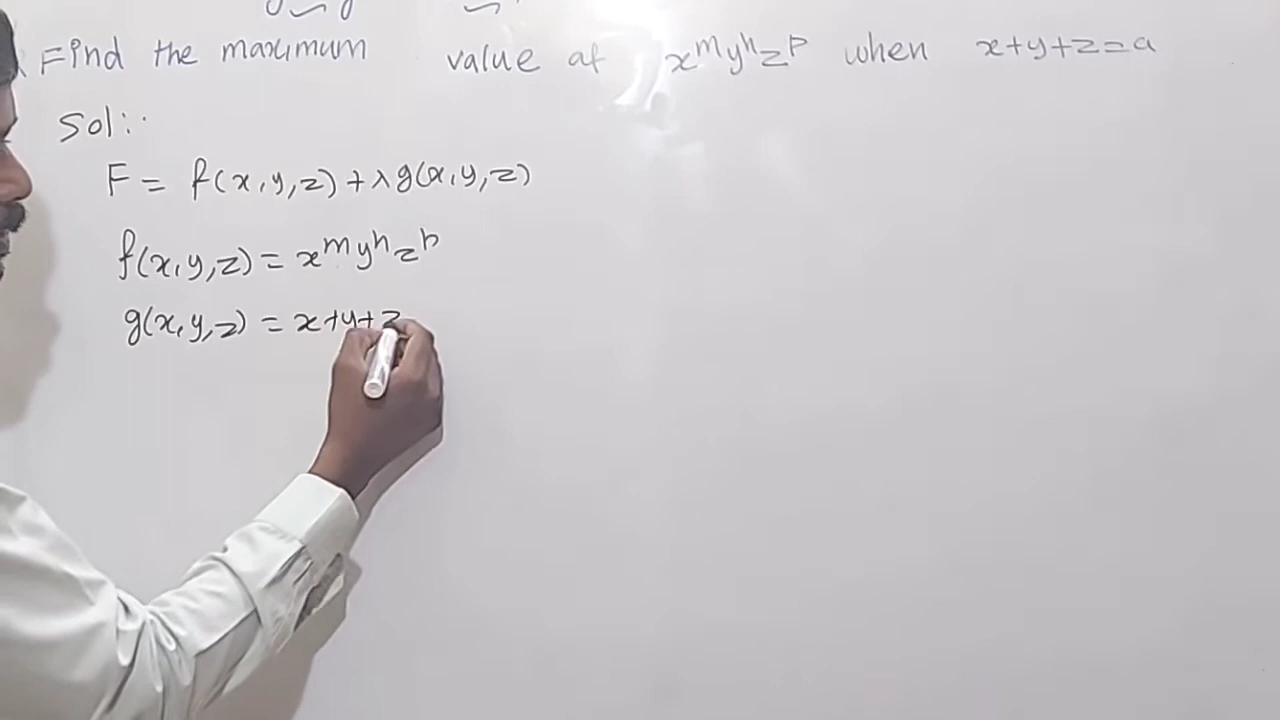 Find the maximum value of x^m y^n z^p when x+y+z=a
Sol:
F = f(x,y,z)+λg(x,y,z)
f(x,y,z) = x^m y^n z^p
g(x,y,z) = x+y+z